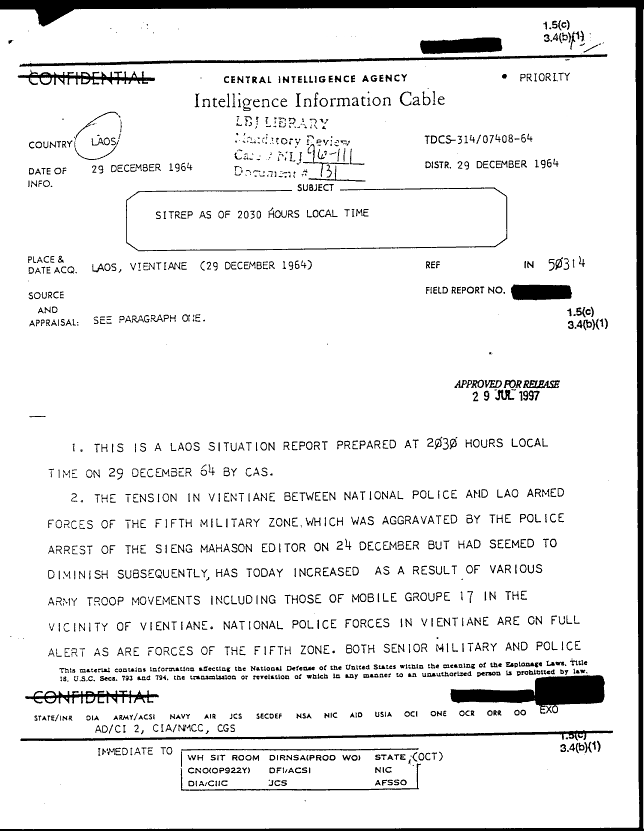 1.5(c)
3.4(b)(1)
CONFIDENTIAL
CENTRAL INTELLIGENCE AGENCY
• PRIORITY
Intelligence Information Cable
LBJ LIBRARY
Mandatory Review
Case # NLJ 96-111
Document # 131
COUNTRY LAOS
TDCS-314/07408-64
DATE OF INFO. 29 DECEMBER 1964
DISTR. 29 DECEMBER 1964
SUBJECT
SITREP AS OF 2030 HOURS LOCAL TIME
PLACE &
DATE ACQ. LAOS, VIENTIANE (29 DECEMBER 1964)
REF IN 50314
SOURCE
AND
APPRAISAL: SEE PARAGRAPH ONE.
FIELD REPORT NO.
1.5(c)
3.4(b)(1)
APPROVED FOR RELEASE
29 JUL 1997
1. THIS IS A LAOS SITUATION REPORT PREPARED AT 2030 HOURS LOCAL
TIME ON 29 DECEMBER 64 BY CAS.
2. THE TENSION IN VIENTIANE BETWEEN NATIONAL POLICE AND LAO ARMED
FORCES OF THE FIFTH MILITARY ZONE, WHICH WAS AGGRAVATED BY THE POLICE
ARREST OF THE SIENG MAHASON EDITOR ON 24 DECEMBER BUT HAD SEEMED TO
DIMINISH SUBSEQUENTLY, HAS TODAY INCREASED AS A RESULT OF VARIOUS
ARMY TROOP MOVEMENTS INCLUDING THOSE OF MOBILE GROUPE 17 IN THE
VICINITY OF VIENTIANE. NATIONAL POLICE FORCES IN VIENTIANE ARE ON FULL
ALERT AS ARE FORCES OF THE FIFTH ZONE. BOTH SENIOR MILITARY AND POLICE
This material contains information affecting the National Defense of the United States within the meaning of the Espionage Laws, Title
18, U.S.C. Secs. 793 and 794, the transmission or revelation of which in any manner to an unauthorized person is prohibited by law.
CONFIDENTIAL
STATE/INR DIA ARMY/ACSI NAVY AIR JCS SECDEF NSA NIC AID USIA OCI ONE OCR ORR OO EXO
AD/CI 2, CIA/NMCC, CGS
1.5(c)
3.4(b)(1)
IMMEDIATE TO
WH SIT ROOM DIRNSA(PROD WO) STATE (OCT)
CNO(OP922Y) DFI/ACSI NIC
DIA/CIIC JCS AFSSO